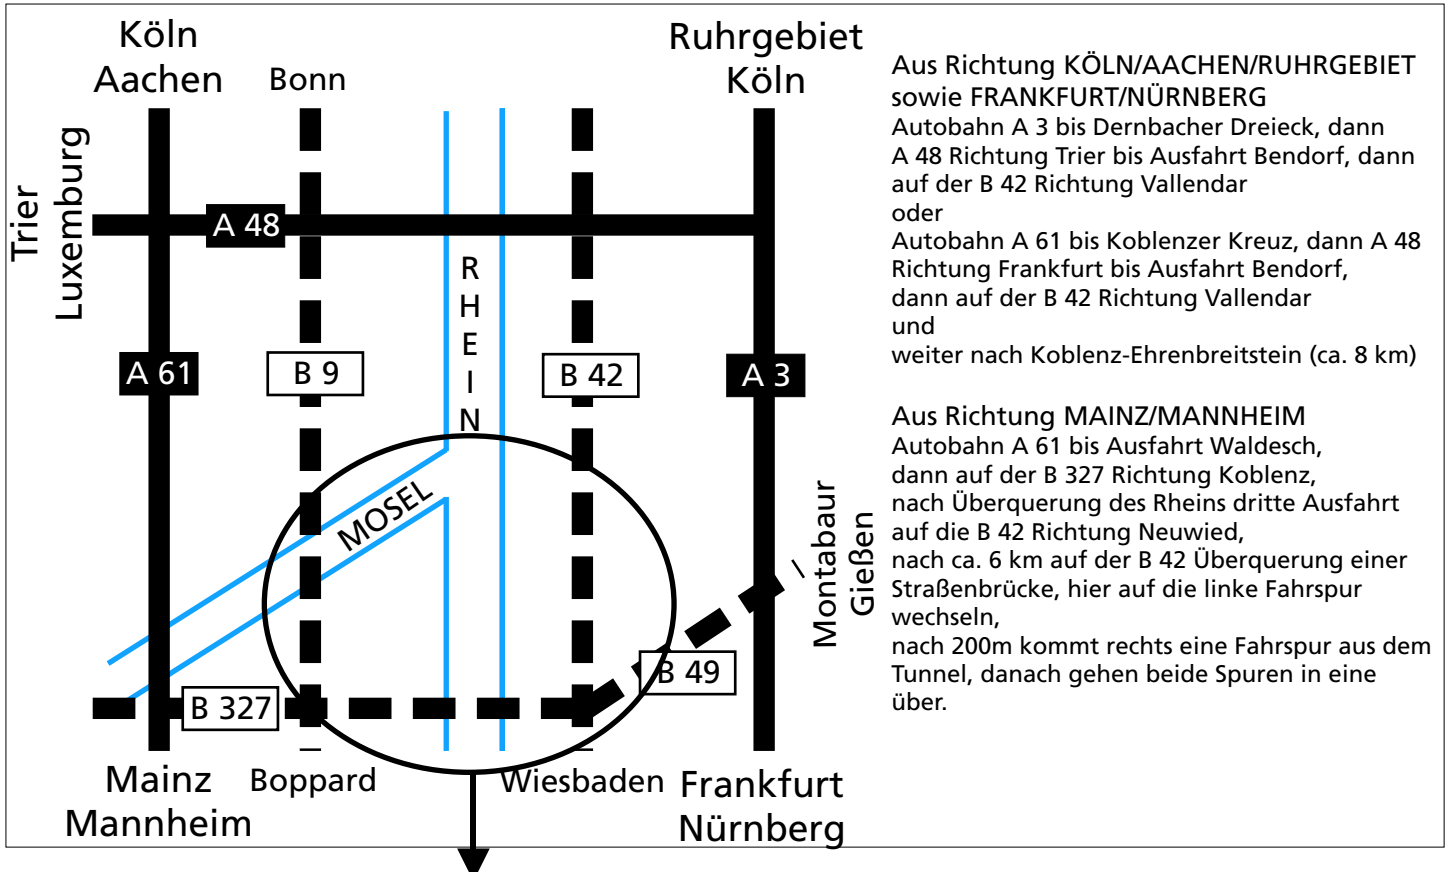 Köln
Aachen
Bonn
Ruhrgebiet
Köln
Trier
Luxemburg
A 48
RHEIN
A 61
B 9
B 42
A 3
MOSEL
Montabaur
Gießen
B 49
B 327
Mainz
Mannheim
Boppard
Wiesbaden
Frankfurt
Nürnberg
Aus Richtung KÖLN/AACHEN/RUHRGEBIET
sowie FRANKFURT/NÜRNBERG
Autobahn A 3 bis Dernbacher Dreieck, dann
A 48 Richtung Trier bis Ausfahrt Bendorf, dann
auf der B 42 Richtung Vallendar
oder
Autobahn A 61 bis Koblenzer Kreuz, dann A 48
Richtung Frankfurt bis Ausfahrt Bendorf,
dann auf der B 42 Richtung Vallendar
und
weiter nach Koblenz-Ehrenbreitstein (ca. 8 km)
Aus Richtung MAINZ/MANNHEIM
Autobahn A 61 bis Ausfahrt Waldesch,
dann auf der B 327 Richtung Koblenz,
nach Überquerung des Rheins dritte Ausfahrt
auf die B 42 Richtung Neuwied,
nach ca. 6 km auf der B 42 Überquerung einer
Straßenbrücke, hier auf die linke Fahrspur
wechseln,
nach 200m kommt rechts eine Fahrspur aus dem
Tunnel, danach gehen beide Spuren in eine
über.